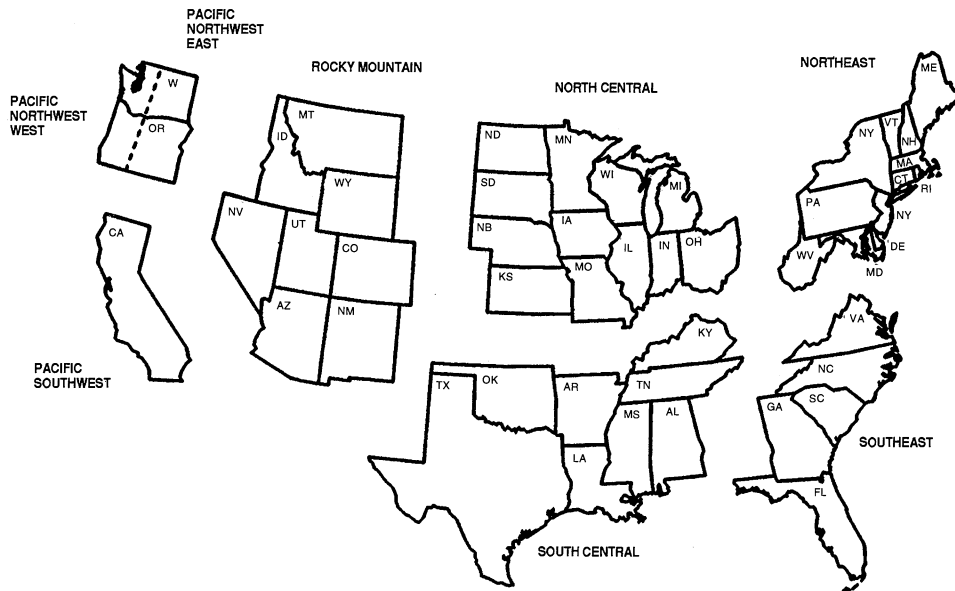 PACIFIC
NORTHWEST
EAST
PACIFIC
NORTHWEST
WEST
W
OR
CA
PACIFIC
SOUTHWEST
ROCKY MOUNTAIN
MT
ID
WY
NV
UT
CO
AZ
NM
NORTH CENTRAL
ND
MN
SD
WI
MI
NB
IA
IL
IN
OH
KS
MO
NORTHEAST
ME
VT
NY
NH
MA
CT
RI
PA
NY
WV
DE
MD
KY
TX
OK
AR
TN
MS
AL
LA
SOUTH CENTRAL
VA
NC
SC
GA
SOUTHEAST
FL